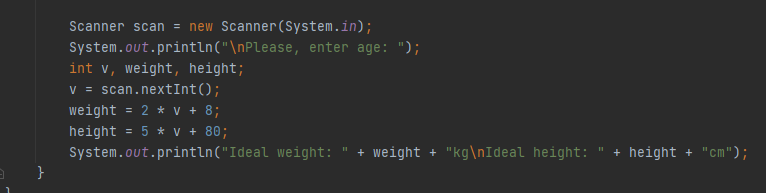 Scanner scan = new Scanner(System.in);
System.out.println("\nPlease, enter age: ");
int v, weight, height;
v = scan.nextInt();
weight = 2 * v + 8;
height = 5 * v + 80;
System.out.println("Ideal weight: " + weight + "kg\nIdeal height: " + height + "cm");
}
}